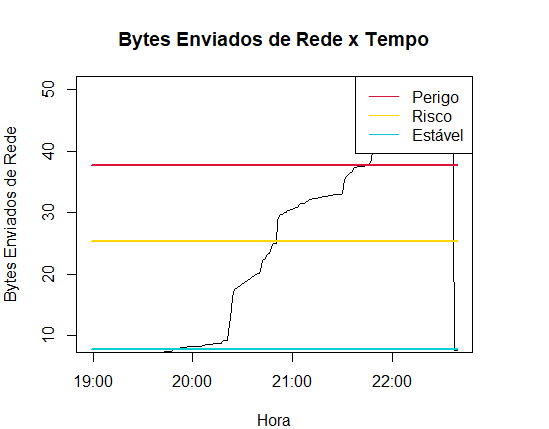 Bytes Enviados de Rede x Tempo
Perigo
Risco
Estável
Bytes Enviados de Rede
50
40
30
20
10
19:00
20:00
21:00
22:00
Hora